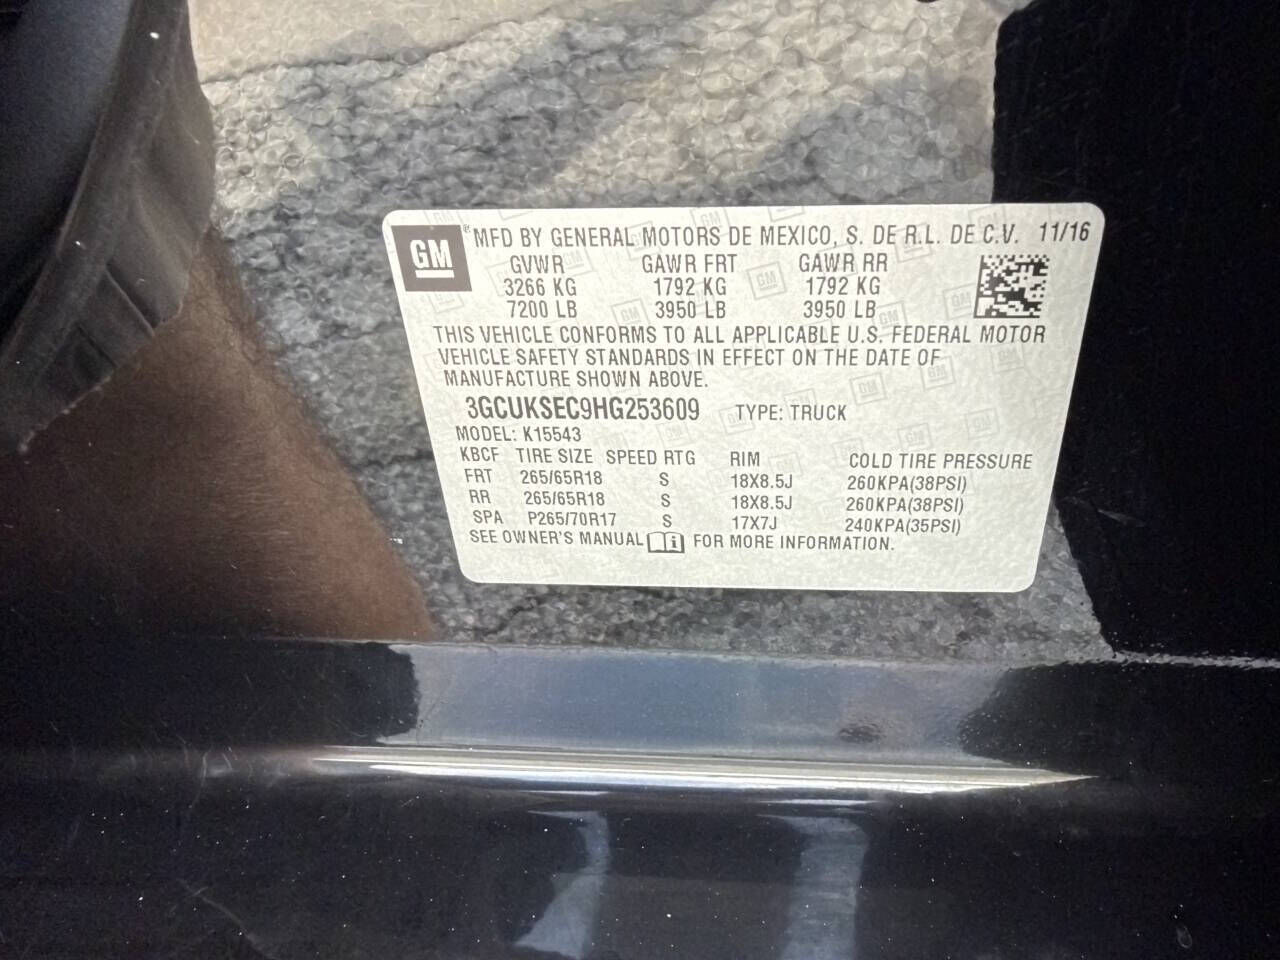 GM® MFD BY GENERAL MOTORS DE MEXICO, S. DE R.L. DE C.V. 11/16
GVWR GAWR FRT GAWR RR
3266 KG 1792 KG 1792 KG
7200 LB 3950 LB 3950 LB
THIS VEHICLE CONFORMS TO ALL APPLICABLE U.S. FEDERAL MOTOR
VEHICLE SAFETY STANDARDS IN EFFECT ON THE DATE OF
MANUFACTURE SHOWN ABOVE.
3GCUKSEC9HG253609 TYPE: TRUCK
MODEL: K15543
KBCF TIRE SIZE SPEED RTG RIM COLD TIRE PRESSURE
FRT 265/65R18 S 18X8.5J 260KPA(38PSI)
RR 265/65R18 S 18X8.5J 260KPA(38PSI)
SPA P265/70R17 S 17X7J 240KPA(35PSI)
SEE OWNER'S MANUAL FOR MORE INFORMATION.